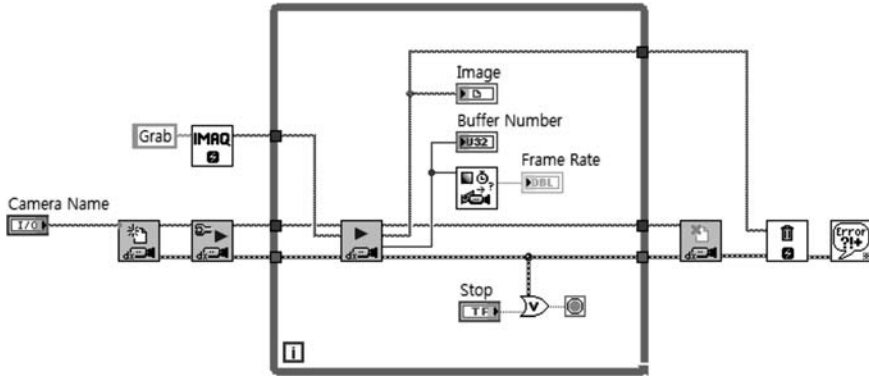 Image
Buffer Number
U32
Frame Rate
DBL
Grab
IMAQ
Camera Name
I/O
Stop
TF
V
i
Error
?!+
?